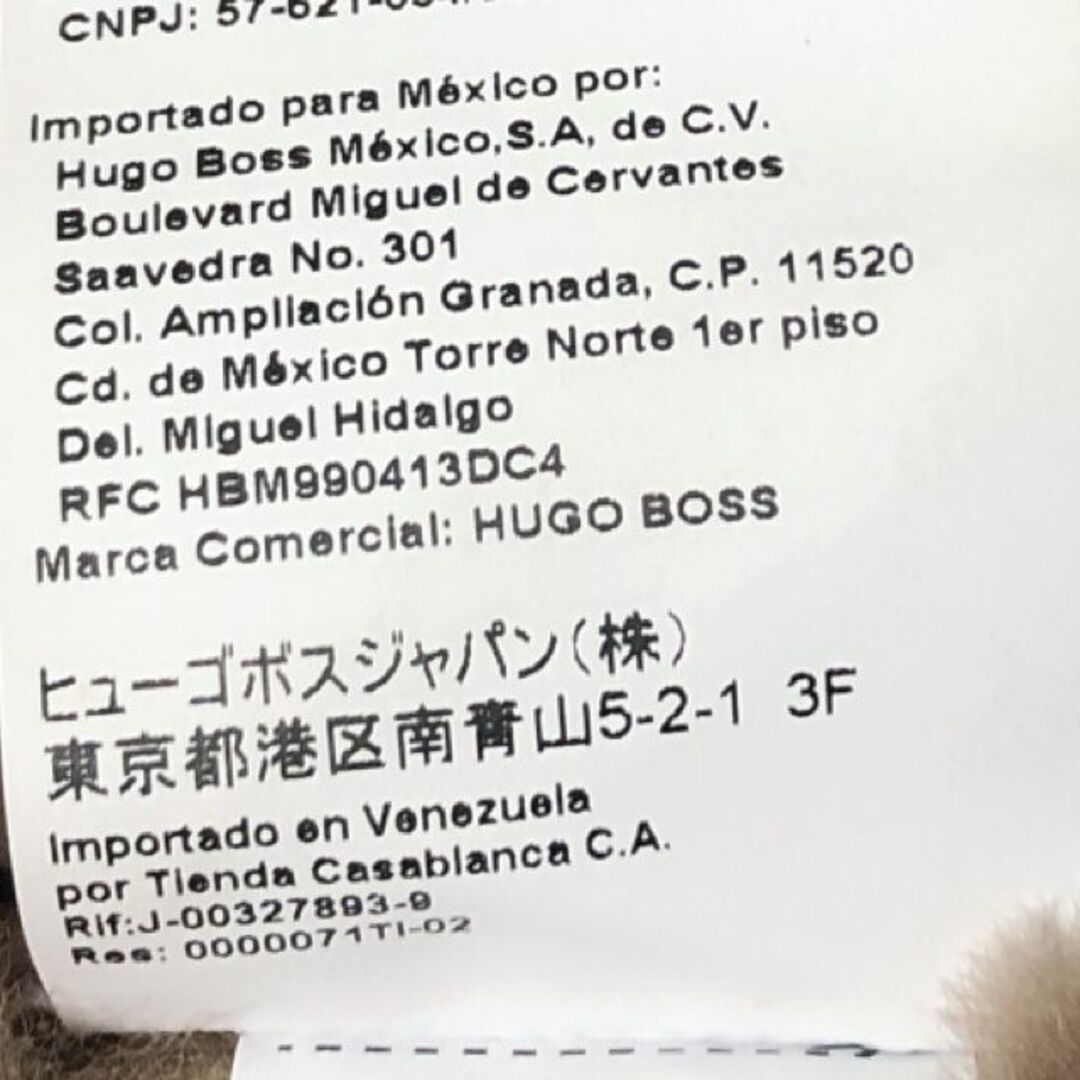 CNPJ: 57-621-
Importado para México por:
Hugo Boss México,S.A, de C.V.
Boulevard Miguel de Cervantes
Saavedra No. 301
Col. Ampliación Granada, C.P. 11520
Cd. de México Torre Norte 1er piso
Del. Miguel Hidalgo
RFC HBM990413DC4
Marca Comercial: HUGO BOSS
ヒューゴボスジャパン(株)
東京都港区南青山5-2-1 3F
Importado en Venezuela
por Tienda Casablanca C.A.
Rif:J-00327893-9
Res: 0000071TI-02